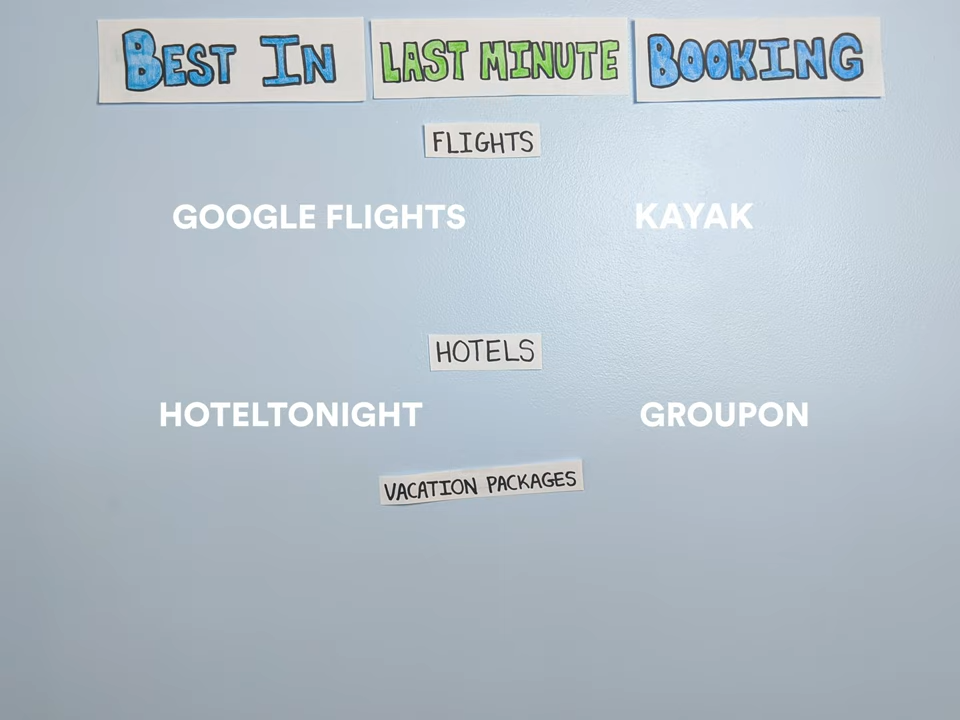 BEST IN LAST MINUTE BOOKING
FLIGHTS
GOOGLE FLIGHTS KAYAK
HOTELS
HOTELTONIGHT GROUPON
VACATION PACKAGES